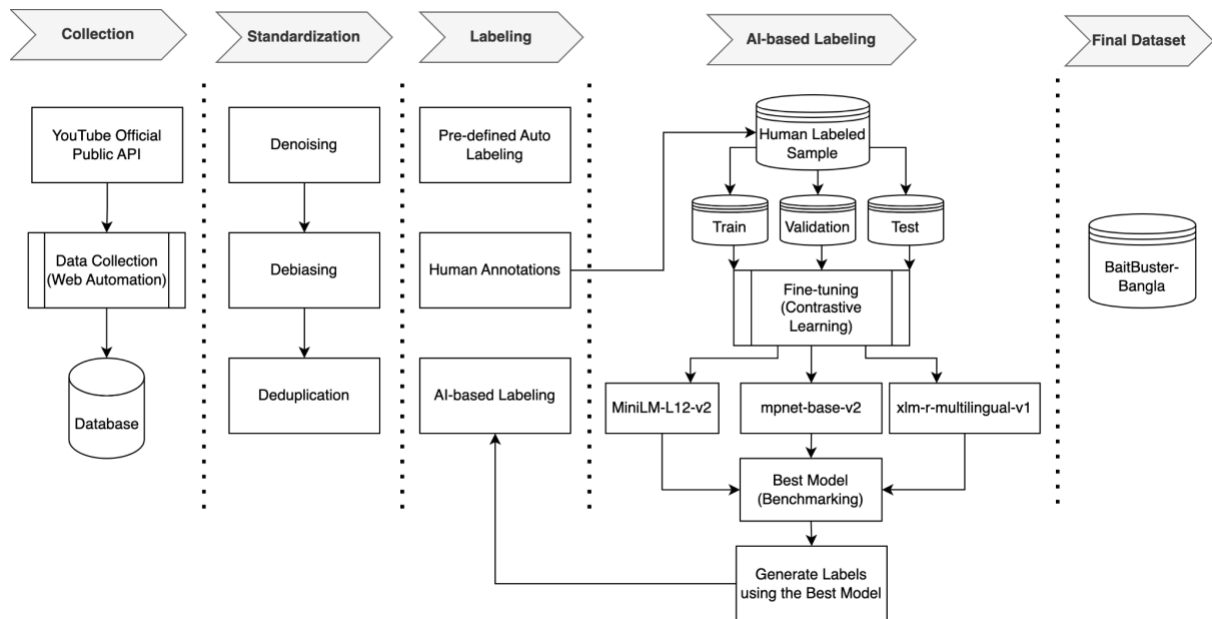 Collection
Standardization
Labeling
AI-based Labeling
Final Dataset
YouTube Official
Public API
Data Collection
(Web Automation)
Database
Denoising
Debiasing
Deduplication
Pre-defined Auto
Labeling
Human Annotations
AI-based Labeling
Human Labeled
Sample
Train
Validation
Test
Fine-tuning
(Contrastive
Learning)
MiniLM-L12-v2
mpnet-base-v2
xlm-r-multilingual-v1
Best Model
(Benchmarking)
Generate Labels
using the Best Model
BaitBuster-
Bangla